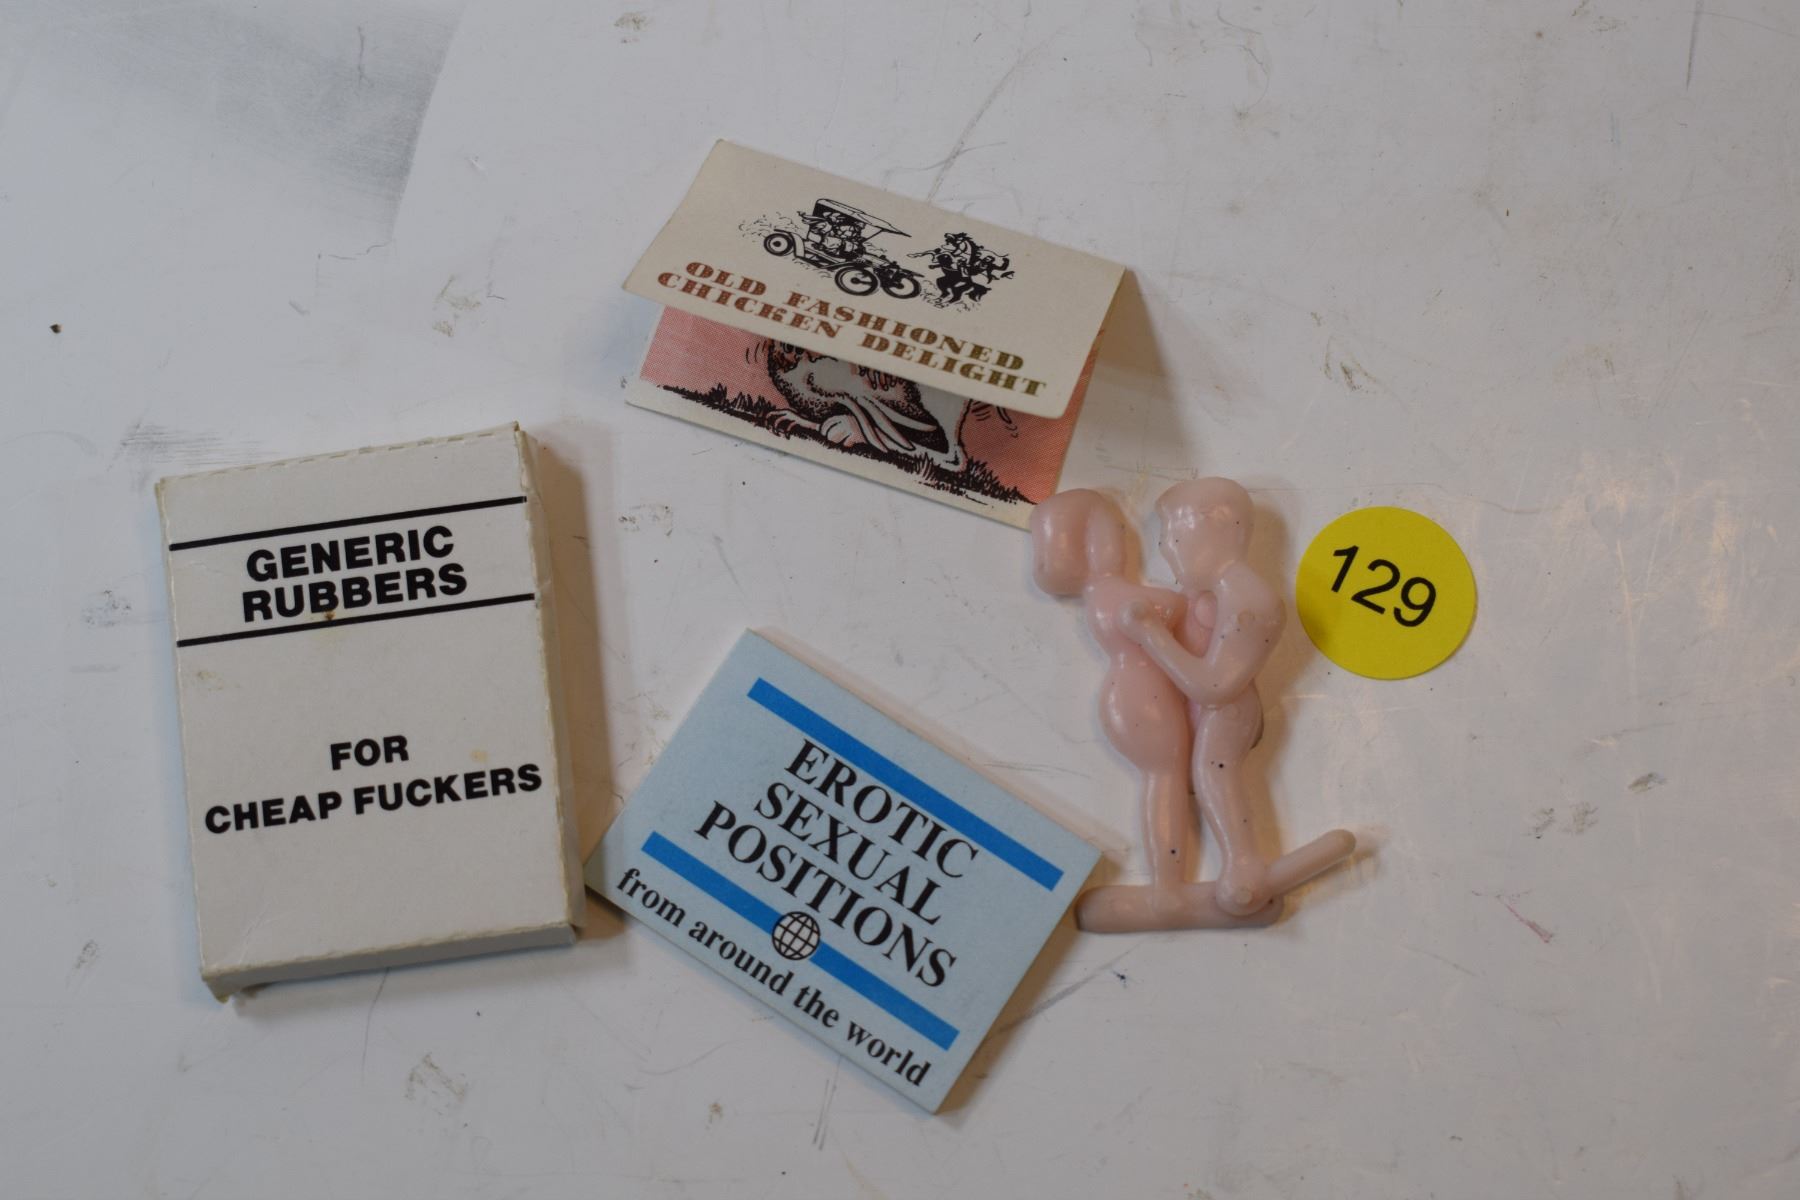 OLD FASHIONED
CHICKEN DELIGHT
GENERIC
RUBBERS
FOR
CHEAP FUCKERS
129
EROTIC
SEXUAL
POSITIONS
from around the world